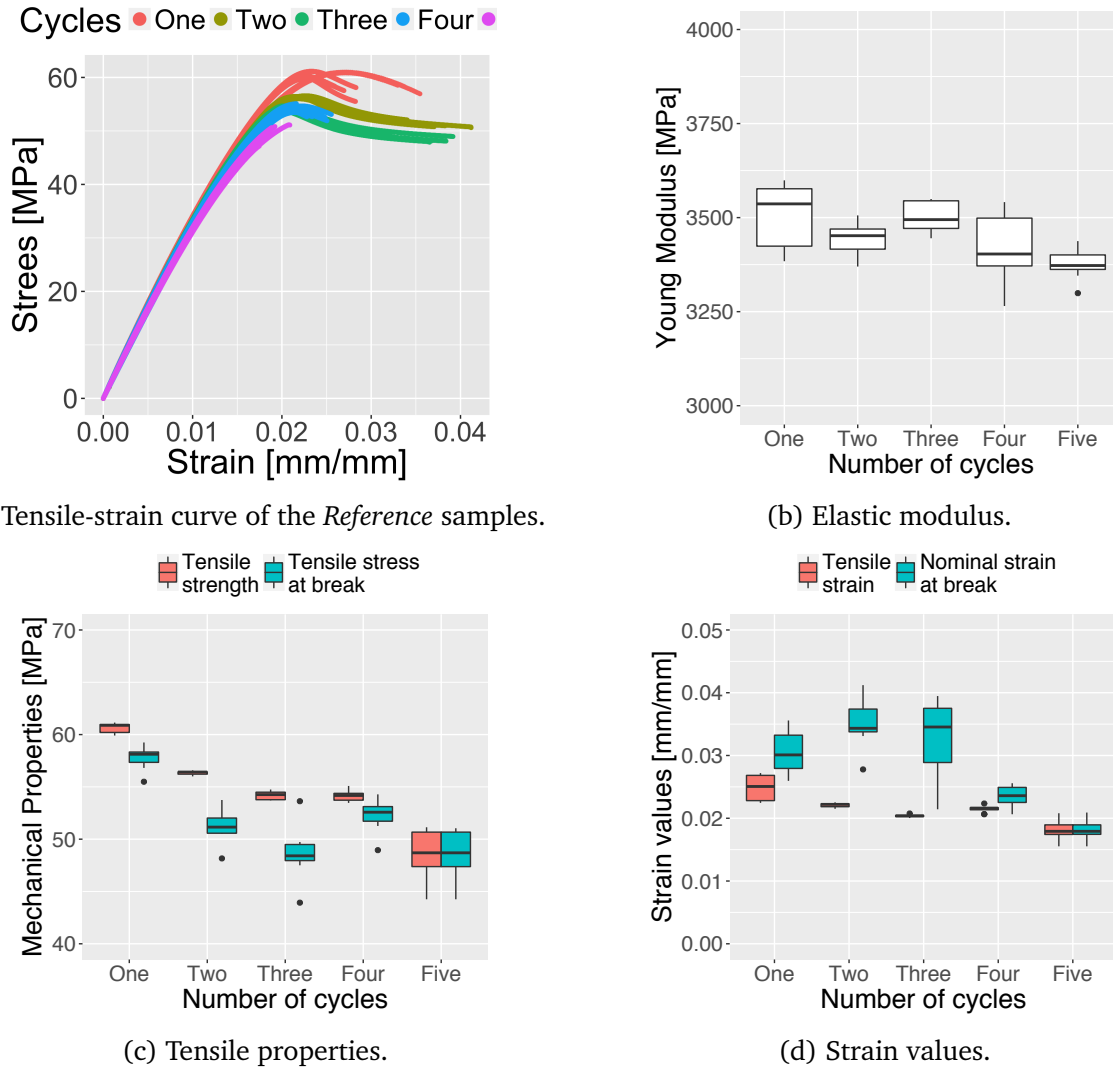 Cycles One Two Three Four
Strees [MPa]
60
40
20
0
0.00 0.01 0.02 0.03 0.04
Strain [mm/mm]
Tensile-strain curve of the Reference samples.
Young Modulus [MPa]
4000
3750
3500
3250
3000
One Two Three Four Five
Number of cycles
(b) Elastic modulus.
Tensile strength Tensile stress at break
Mechanical Properties [MPa]
70
60
50
40
One Two Three Four Five
Number of cycles
(c) Tensile properties.
Tensile strain Nominal strain at break
Strain values [mm/mm]
0.05
0.04
0.03
0.02
0.01
0.00
One Two Three Four Five
Number of cycles
(d) Strain values.